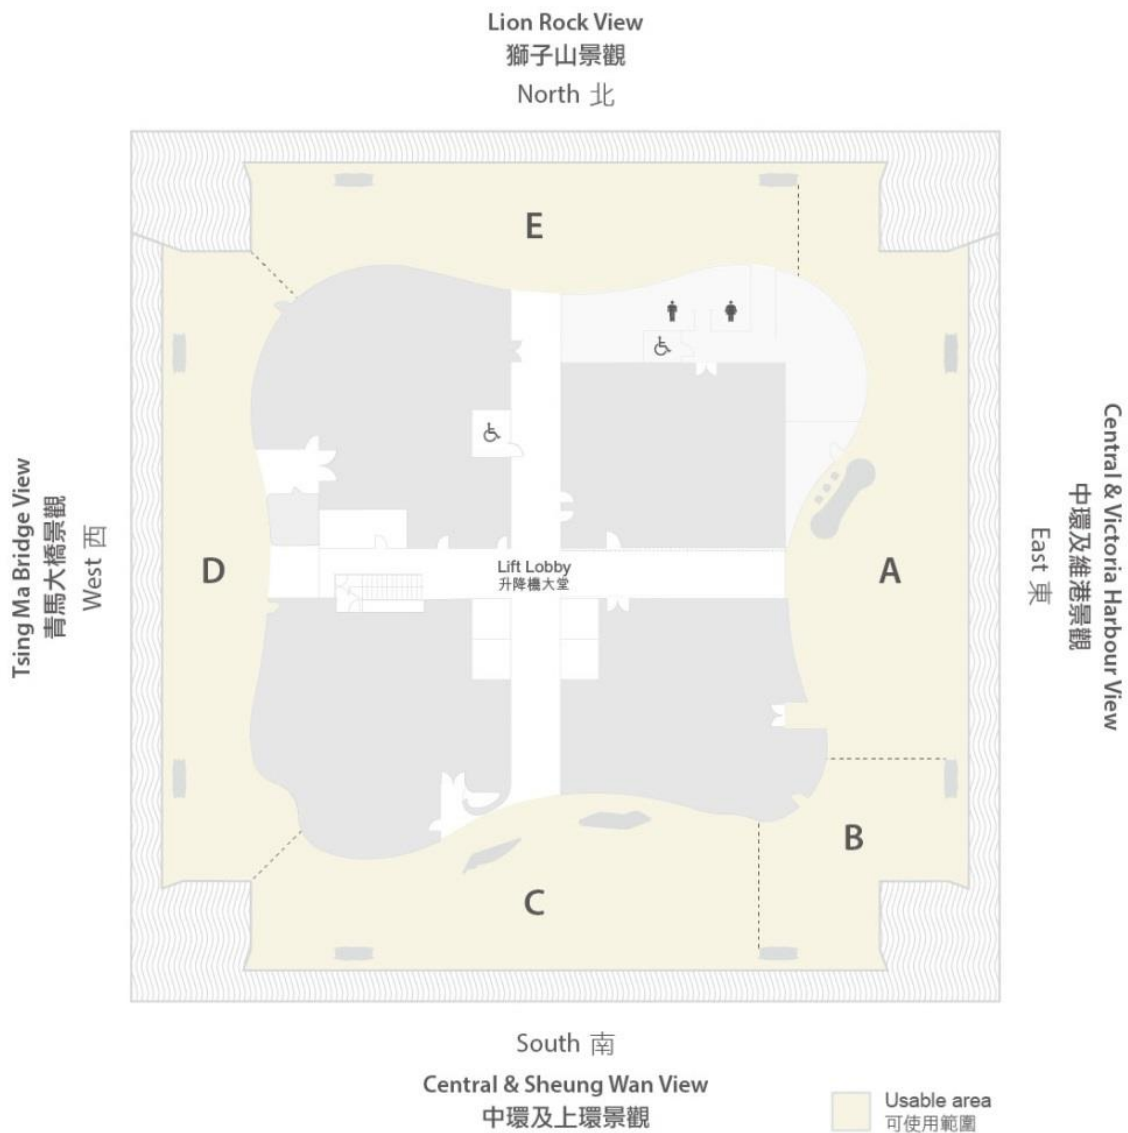 Lion Rock View
獅子山景觀
North 北
E
Tsing Ma Bridge View
青馬大橋景觀
West 西
D
Lift Lobby
升降機大堂
A
East 東
中環及維港景觀
Central & Victoria Harbour View
B
C
South 南
Central & Sheung Wan View
中環及上環景觀
Usable area
可使用範圍